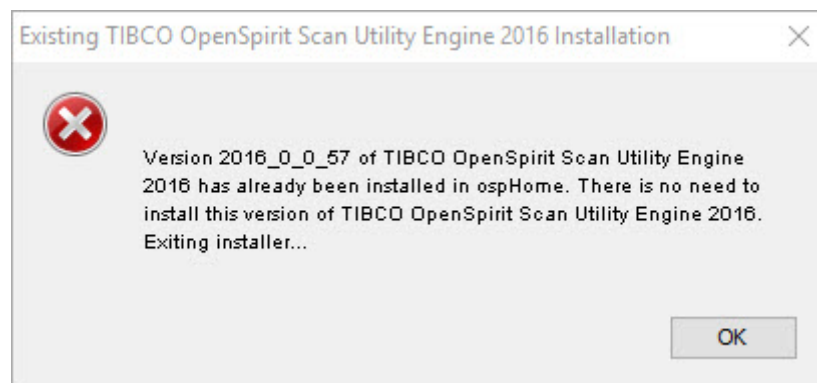 Existing TIBCO OpenSpirit Scan Utility Engine 2016 Installation
Version 2016_0_0_57 of TIBCO OpenSpirit Scan Utility Engine
2016 has already been installed in ospHome. There is no need to
install this version of TIBCO OpenSpirit Scan Utility Engine 2016.
Exiting installer...
OK